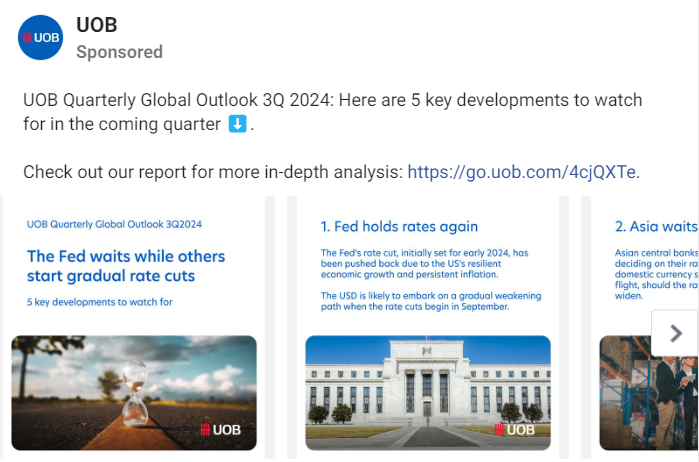 UOB
UOB
Sponsored
UOB Quarterly Global Outlook 3Q 2024: Here are 5 key developments to watch
for in the coming quarter ⬇️.
Check out our report for more in-depth analysis: https://go.uob.com/4cjQXTe.
UOB Quarterly Global Outlook 3Q2024
The Fed waits while others
start gradual rate cuts
5 key developments to watch for
UOB
1. Fed holds rates again
The Fed's rate cut, initially set for early 2024, has
been pushed back due to the US's resilient
economic growth and persistent inflation.
The USD is likely to embark on a gradual weakening
path when the rate cuts begin in September.
UOB
2. Asia waits
Asian central banks
deciding on their ra
domestic currency s
flight, should the ra
widen.